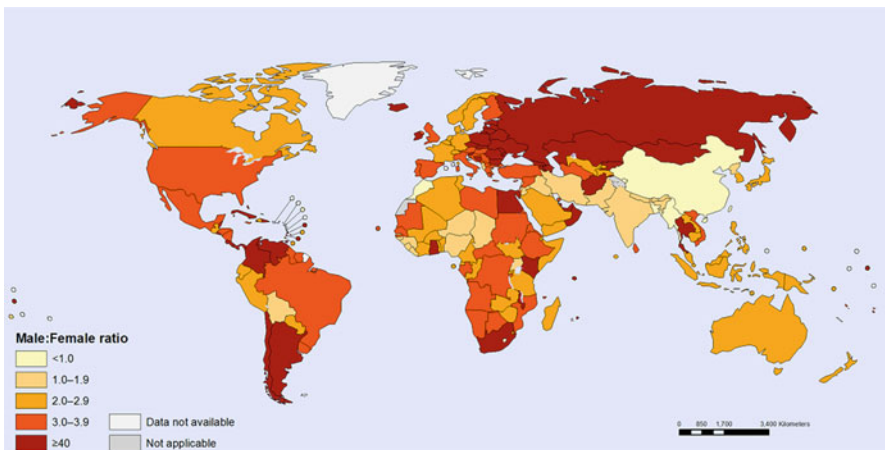 Male:Female ratio
<1.0
1.0–1.9
2.0–2.9
3.0–3.9
≥40
Data not available
Not applicable
0 850 1,700 3,400 Kilometers